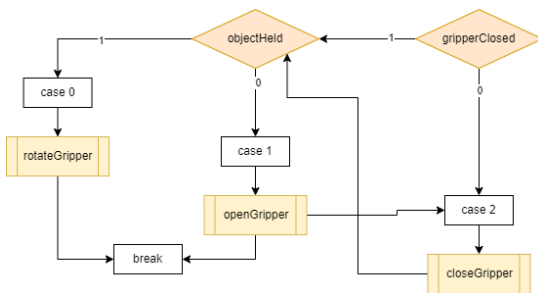 objectHeld
gripperClosed
1
1
0
0
case 0
case 1
rotateGripper
openGripper
case 2
break
closeGripper